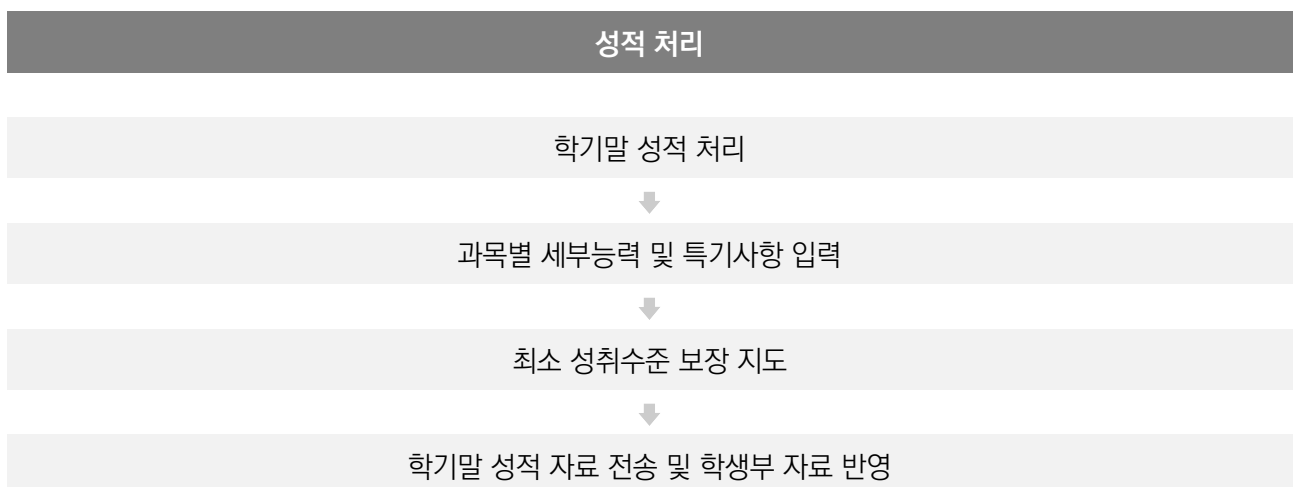 성적 처리
학기말 성적 처리
과목별 세부능력 및 특기사항 입력
최소 성취수준 보장 지도
학기말 성적 자료 전송 및 학생부 자료 반영